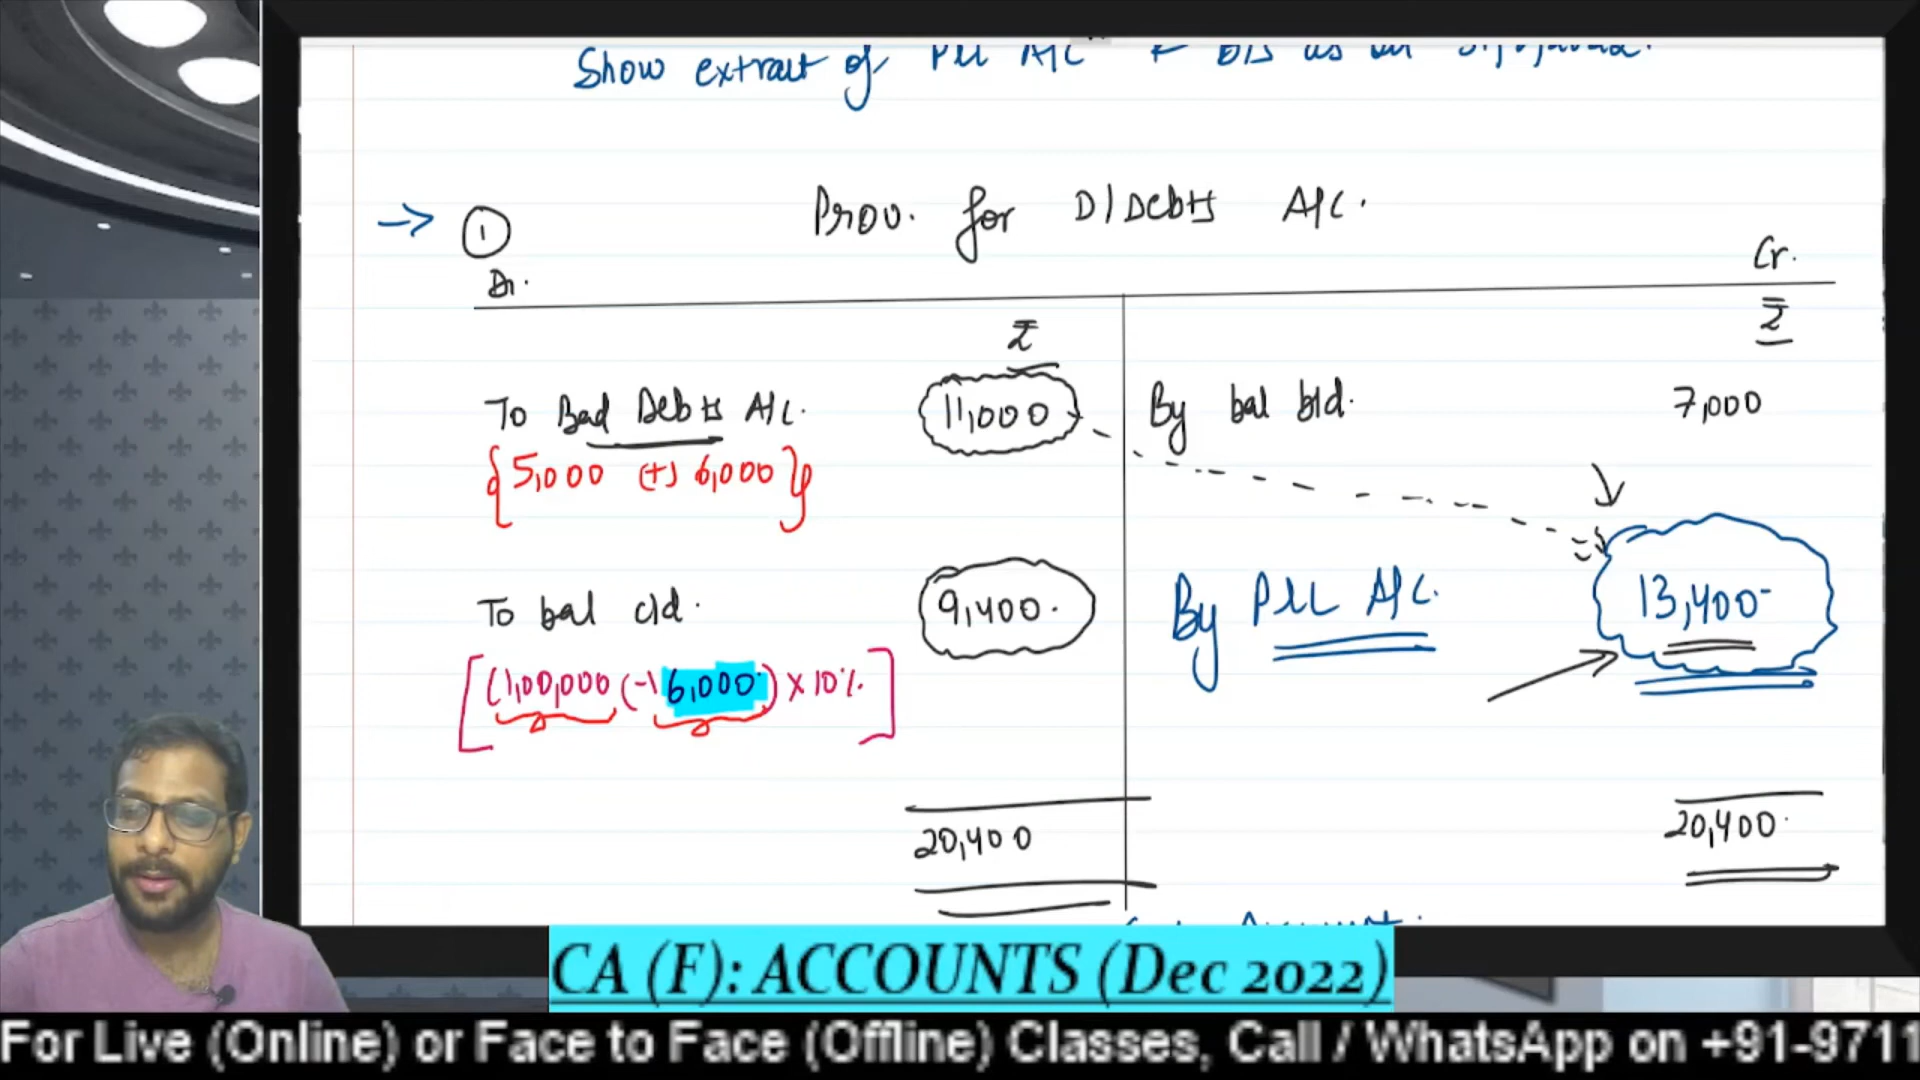 Show extract of P&L A/C & B/S as on
→ ① Prov. for D/Debts A/C.
Dr. Cr.
₹ ₹
To Bad Debts A/c. 11,000 By bal b/d. 7,000
{5,000 (+) 6,000}
To bal c/d. 9,400. By P&L A/C. 13,400
[(1,00,000 (-) 6,000) × 10%.]
20,400 20,400
CA (F): ACCOUNTS (Dec 2022)
For Live (Online) or Face to Face (Offline) Classes, Call / WhatsApp on +91-9711